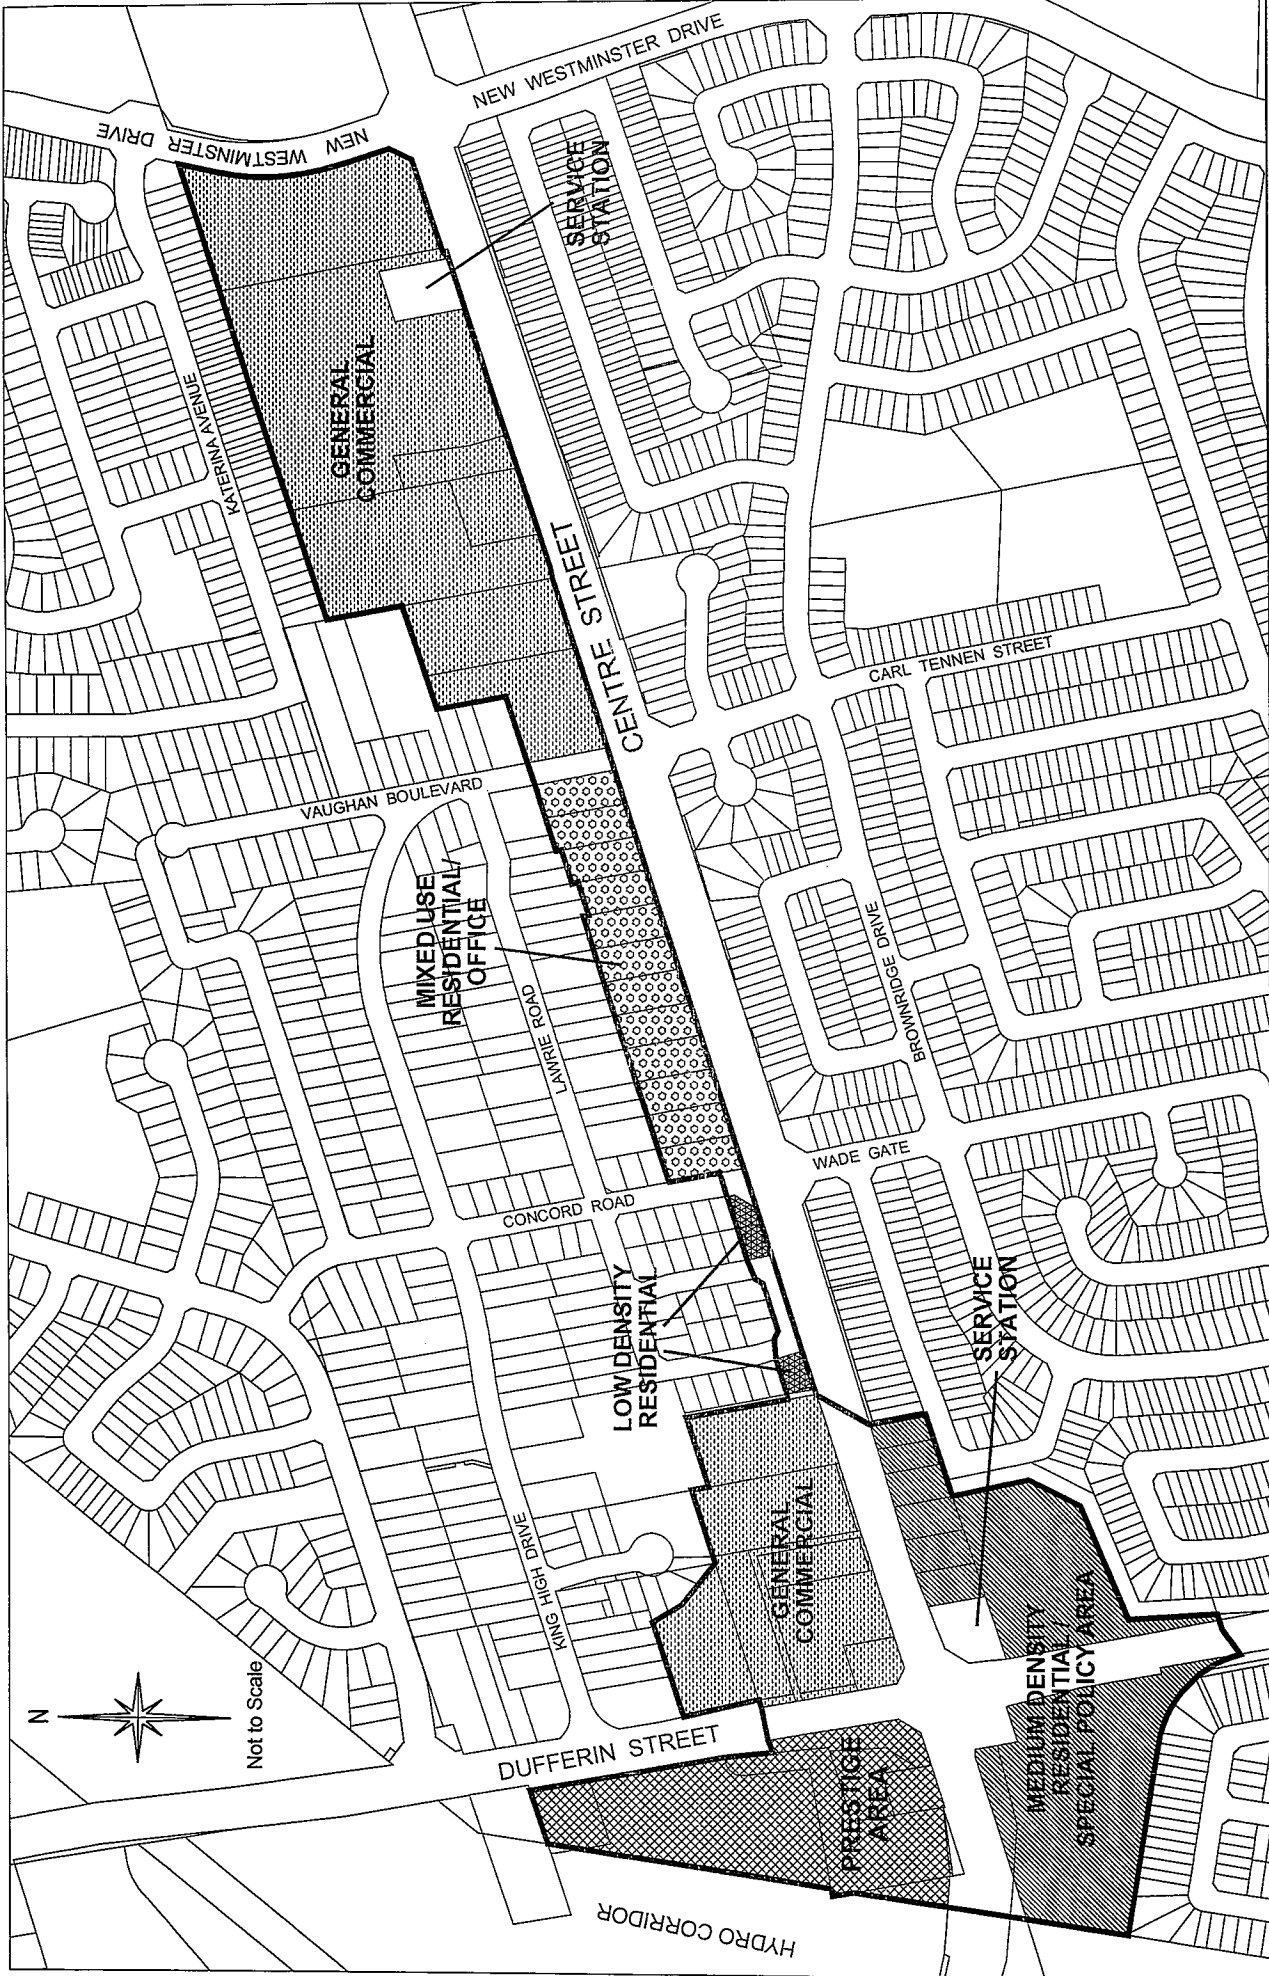 N
Not to Scale
NEW WESTMINSTER DRIVE
NEW WESTMINSTER DRIVE
KATERINA AVENUE
GENERAL
COMMERCIAL
SERVICE
STATION
CENTRE STREET
VAUGHAN BOULEVARD
MIXED USE
RESIDENTIAL/
OFFICE
LAWRIE ROAD
CARL TENNEN STREET
BROWNRIDGE DRIVE
WADE GATE
CONCORD ROAD
LOW DENSITY
RESIDENTIAL
SERVICE
STATION
KING HIGH DRIVE
GENERAL
COMMERCIAL
DUFFERIN STREET
PRESTIGE
AREA
MEDIUM DENSITY
RESIDENTIAL /
SPECIAL POLICY AREA
HYDRO CORRIDOR